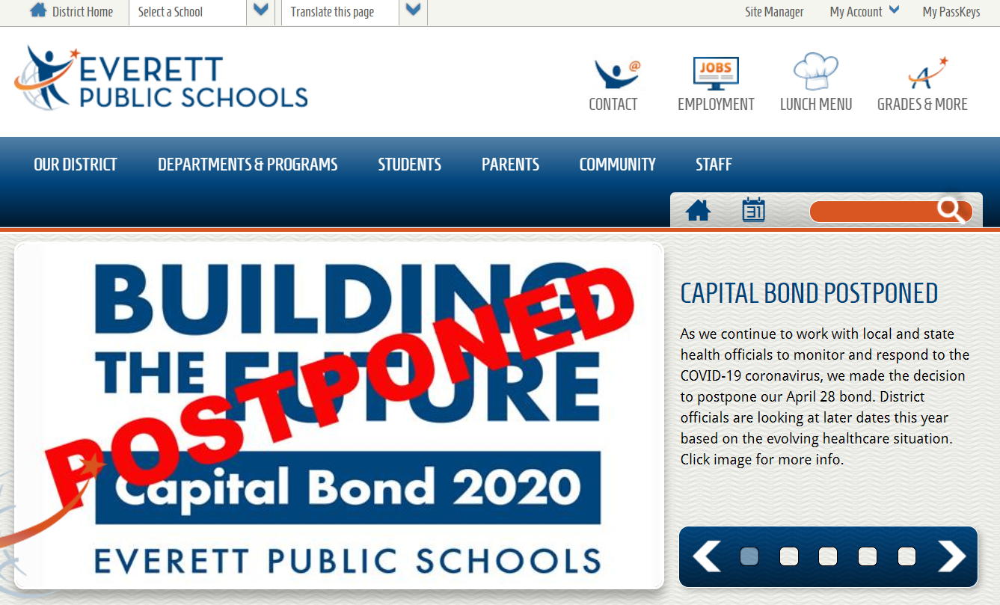 District Home
Select a School
Translate this page
Site Manager
My Account
My PassKeys
EVERETT
PUBLIC SCHOOLS
@
JOBS
CONTACT
EMPLOYMENT
LUNCH MENU
A
GRADES & MORE
OUR DISTRICT
DEPARTMENTS & PROGRAMS
STUDENTS
PARENTS
COMMUNITY
STAFF
31
BUILDING
THE FUTURE
POSTPONED
Capital Bond 2020
EVERETT PUBLIC SCHOOLS
CAPITAL BOND POSTPONED
As we continue to work with local and state
health officials to monitor and respond to the
COVID-19 coronavirus, we made the decision
to postpone our April 28 bond. District
officials are looking at later dates this year
based on the evolving healthcare situation.
Click image for more info.